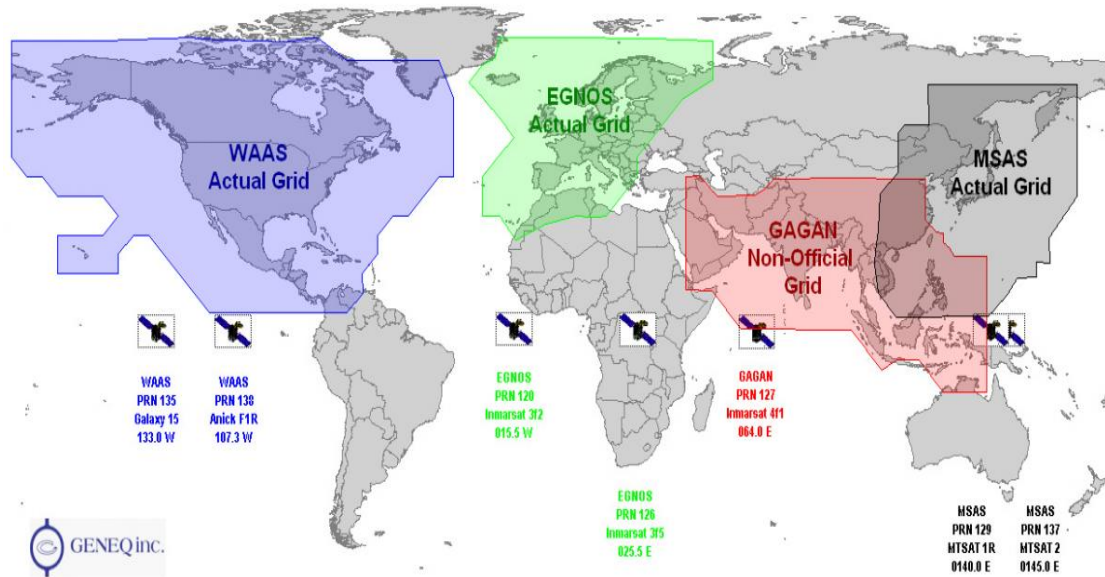 WAAS
Actual Grid
EGNOS
Actual Grid
MSAS
Actual Grid
GAGAN
Non-Official
Grid
WAAS
PRN 135
Galaxy 15
133.0 W
WAAS
PRN 138
Anick F1R
107.3 W
EGNOS
PRN 120
Inmarsat 3f2
015.5 W
GAGAN
PRN 127
Inmarsat 4f1
064.0 E
EGNOS
PRN 126
Inmarsat 3f5
025.5 E
MSAS
PRN 129
MTSAT 1R
0140.0 E
MSAS
PRN 137
MTSAT 2
0145.0 E
GENEQ inc.